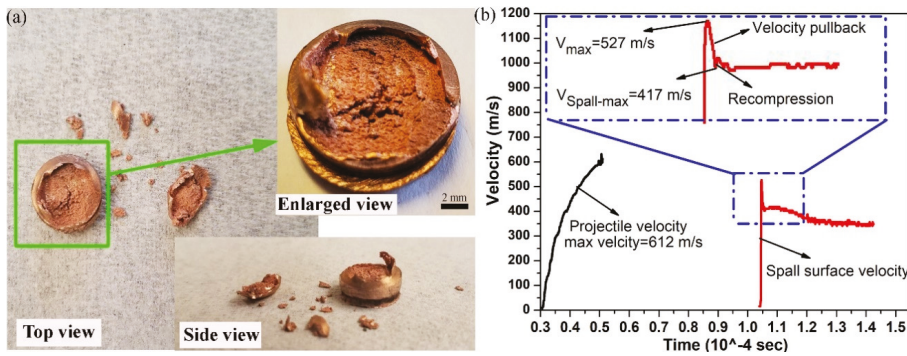 (a)
Enlarged view
2 mm
Top view
Side view
(b)
1200
1100
1000
900
800
700
600
500
400
300
200
100
0
Velocity (m/s)
Vmax=527 m/s
Velocity pullback
VSpall-max=417 m/s
Recompression
Projectile velocity
max velcity=612 m/s
Spall surface velocity
0.3 0.4 0.5 0.6 0.7 0.8 0.9 1.0 1.1 1.2 1.3 1.4 1.5
Time (10^-4 sec)